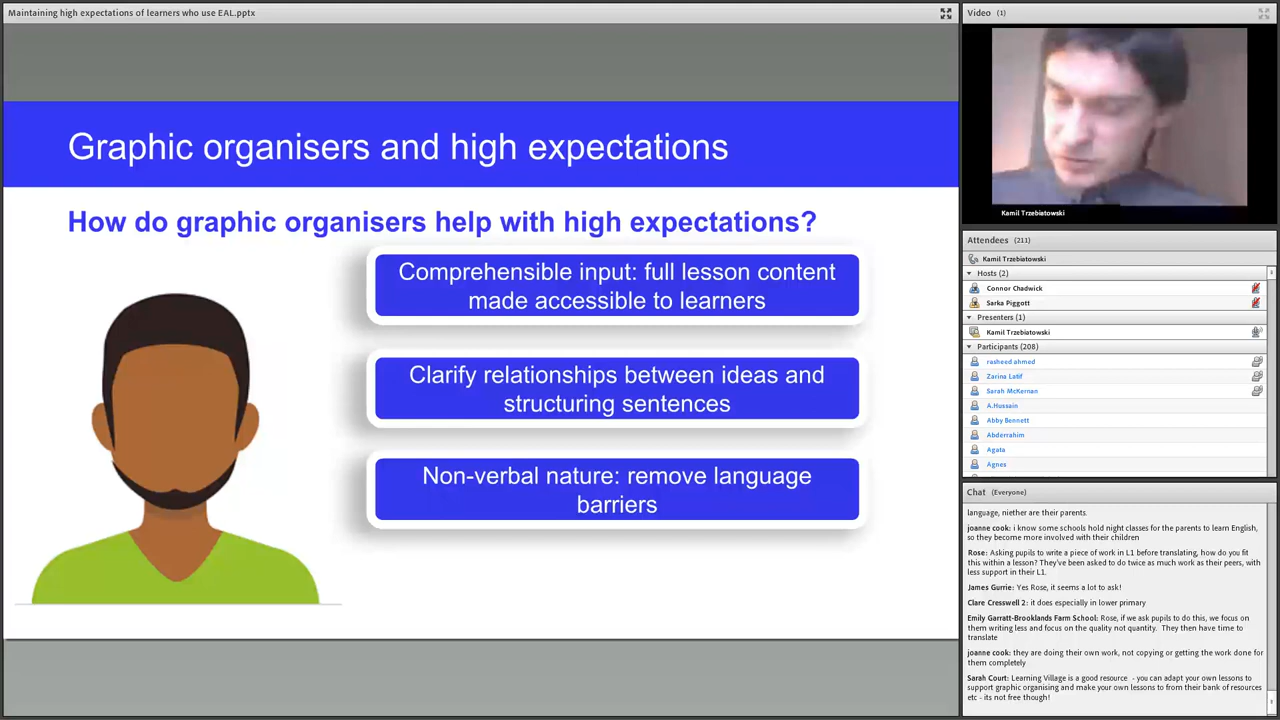 Maintaining high expectations of learners who use EAL.pptx
Graphic organisers and high expectations
How do graphic organisers help with high expectations?
Comprehensible input: full lesson content
made accessible to learners
Clarify relationships between ideas and
structuring sentences
Non-verbal nature: remove language
barriers
Video (1)
Kamil Trzebiatowski
Attendees (211)
Kamil Trzebiatowski
Hosts (2)
Connor Chadwick
Sarka Piggott
Presenters (1)
Kamil Trzebiatowski
Participants (208)
rasheed ahmed
Zarina Latif
Sarah McKernan
A.Hussain
Abby Bennett
Abderrahim
Agata
Agnes
Chat (Everyone)
language, niether are their parents.
joanne cook: i know some schools hold night classes for the parents to learn English,
so they become more involved with their children
Rose: Asking pupils to write a piece of work in L1 before translating, how do you fit
this within a lesson? They've been asked to do twice as much work as their peers, with
less support in their L1.
James Gurrie: Yes Rose, it seems a lot to ask!
Clare Cresswell 2: it does especially in lower primary
Emily Garratt-Brooklands Farm School: Rose, if we ask pupils to do this, we focus on
them writing less and focus on the quality not quantity. They then have time to
translate
joanne cook: they are doing their own work, not copying or getting the work done for
them completely
Sarah Court: Learning Village is a good resource - you can adapt your own lessons to
support graphic organising and make your own lessons to from their bank of resources
etc - its not free though!